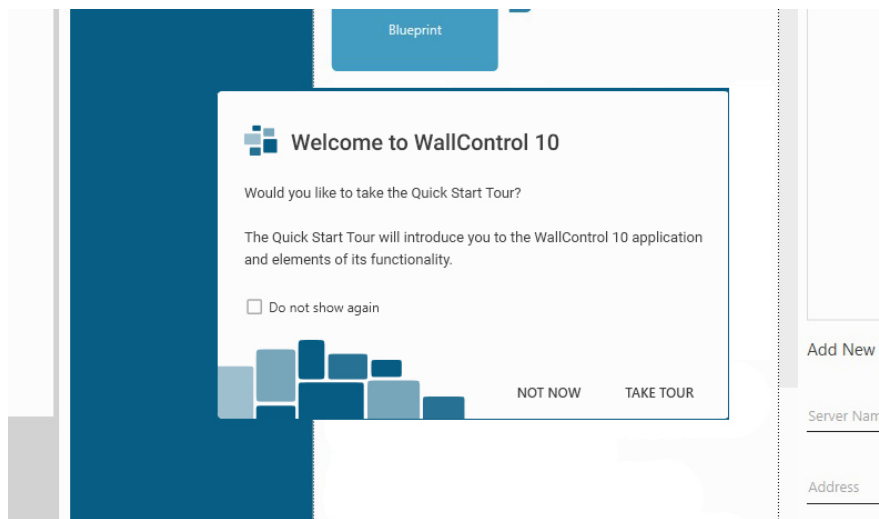 Blueprint
Welcome to WallControl 10
Would you like to take the Quick Start Tour?
The Quick Start Tour will introduce you to the WallControl 10 application
and elements of its functionality.
Do not show again
NOT NOW TAKE TOUR
Add New
Server Nam
Address